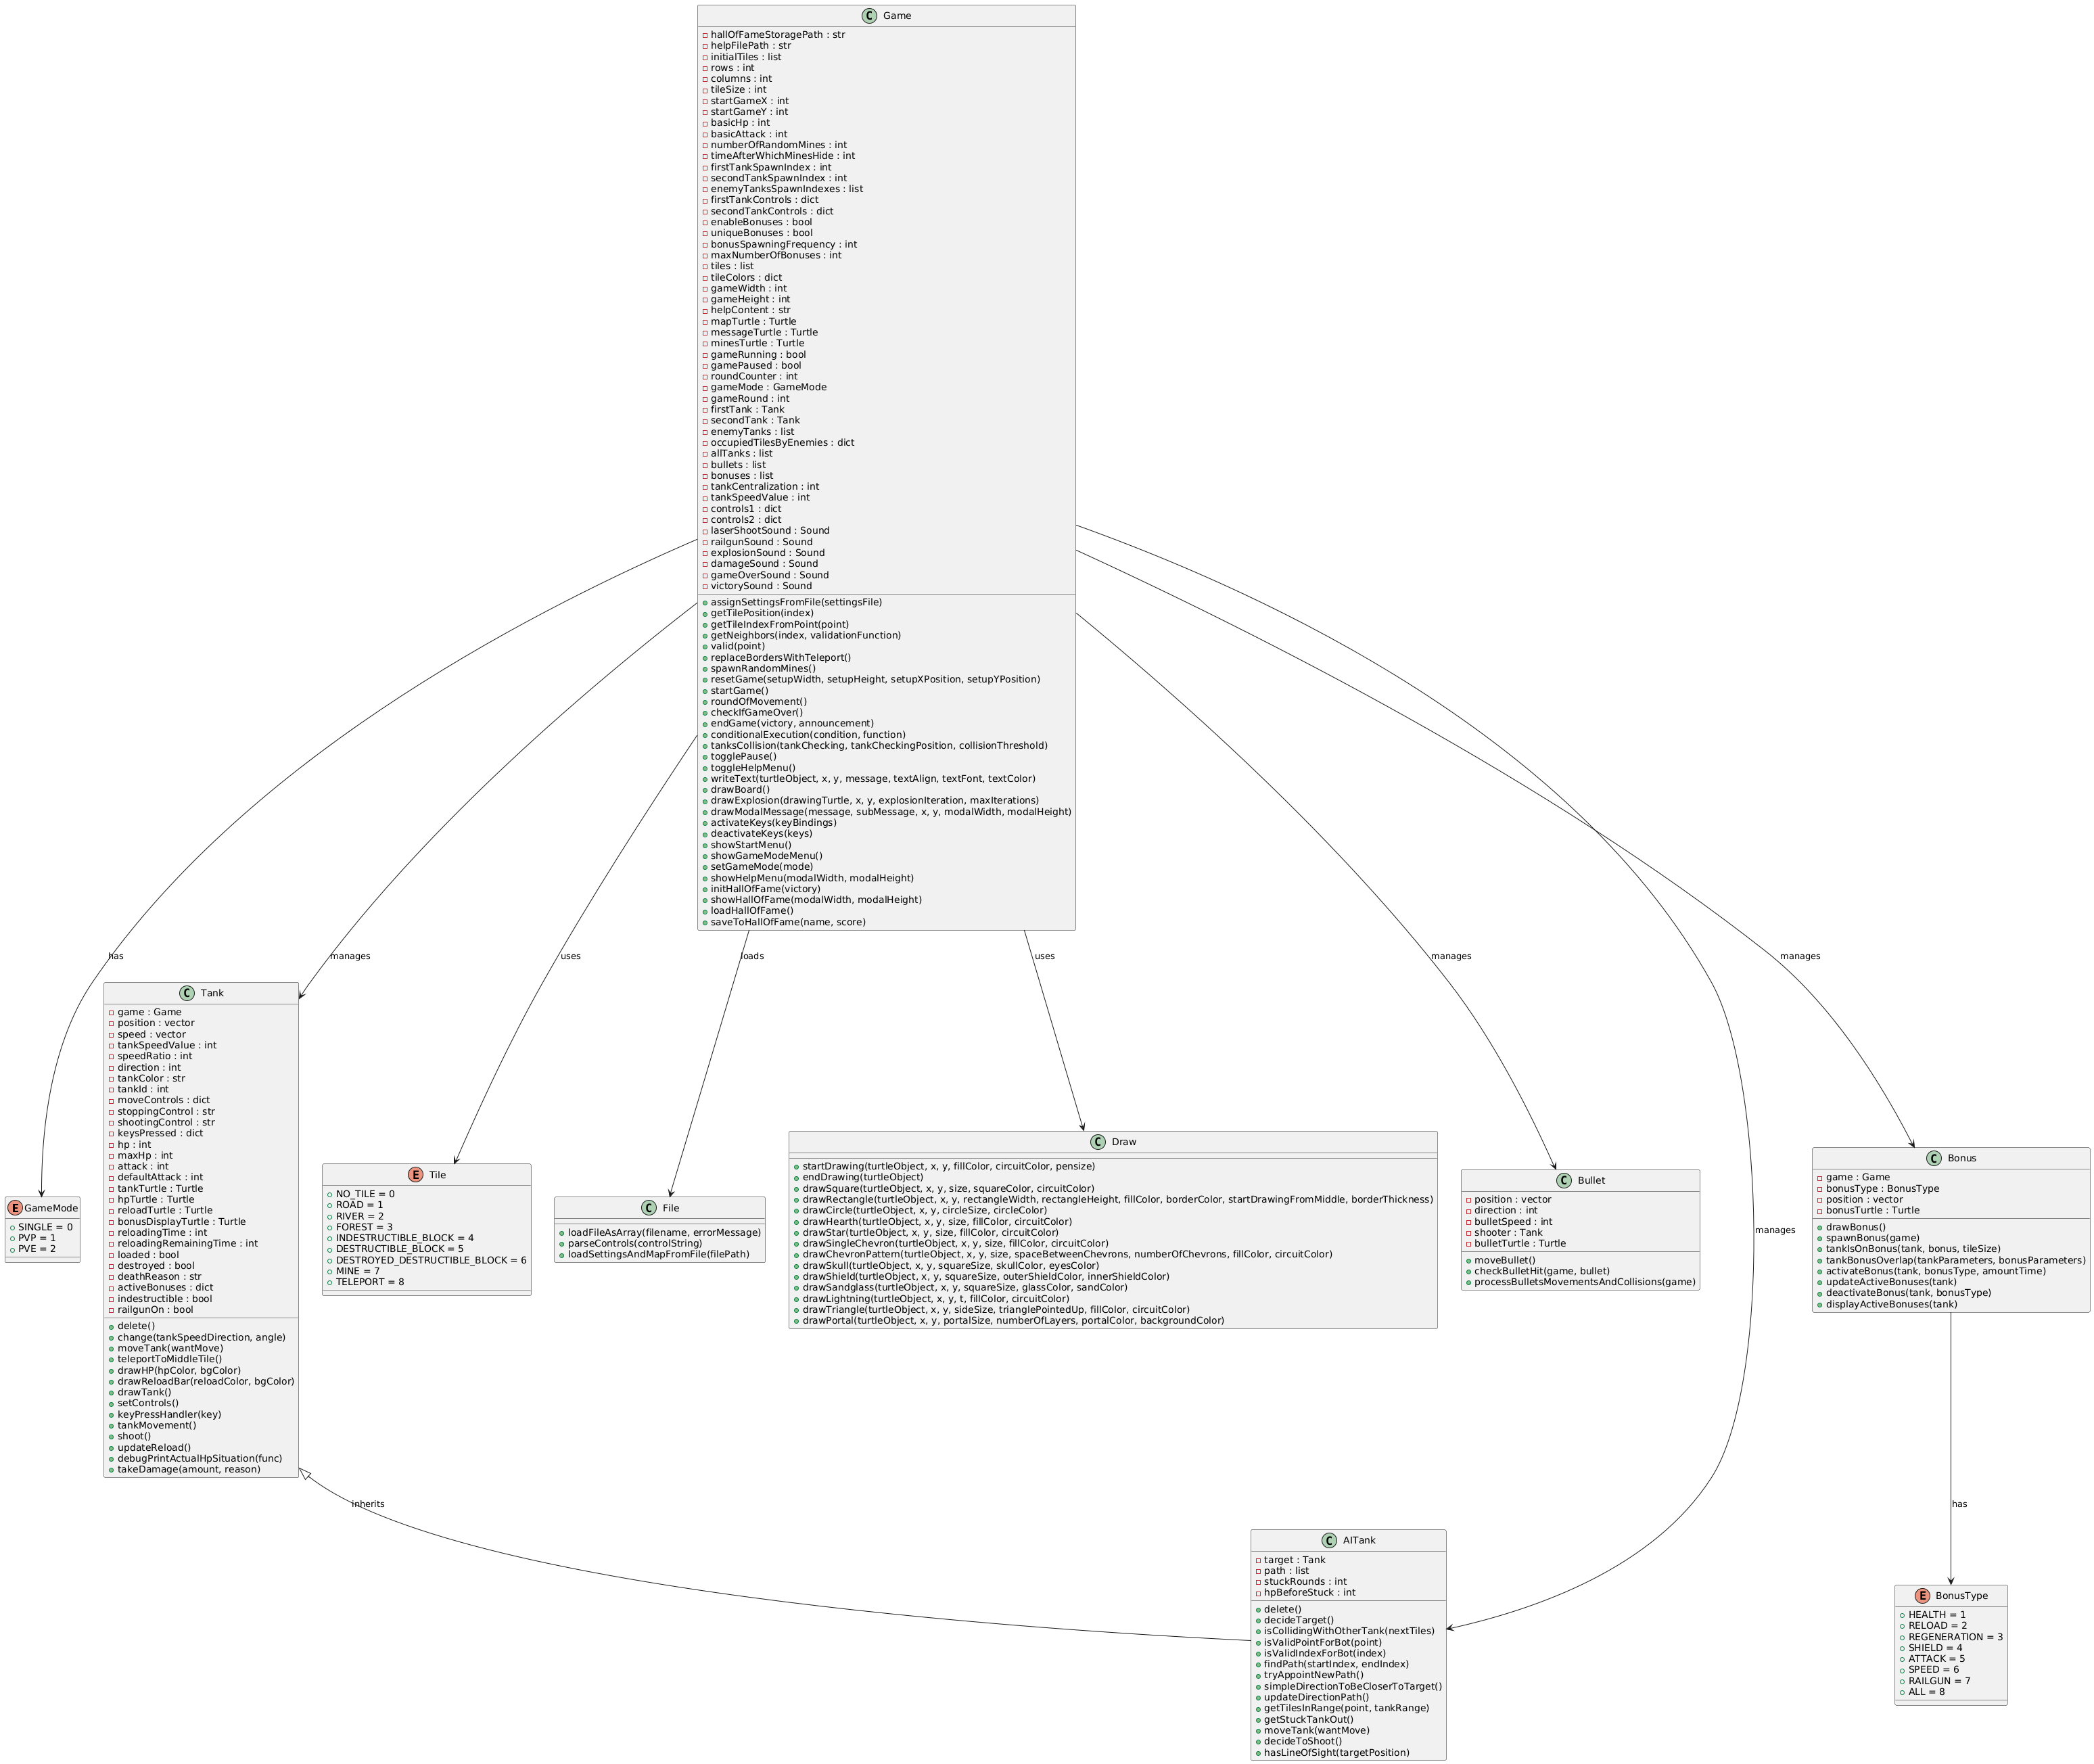 Game
hallOfFameStoragePath : str
helpFilePath : str
initialTiles : list
rows : int
columns : int
tileSize : int
startGameX : int
startGameY : int
basicHp : int
basicAttack : int
numberOfRandomMines : int
timeAfterWhichMinesHide : int
firstTankSpawnIndex : int
secondTankSpawnIndex : int
enemyTanksSpawnIndexes : list
firstTankControls : dict
secondTankControls : dict
enableBonuses : bool
uniqueBonuses : bool
bonusSpawningFrequency : int
maxNumberOfBonuses : int
tiles : list
tileColors : dict
gameWidth : int
gameHeight : int
helpContent : str
mapTurtle : Turtle
messageTurtle : Turtle
minesTurtle : Turtle
gameRunning : bool
gamePaused : bool
roundCounter : int
gameMode : GameMode
gameRound : int
firstTank : Tank
secondTank : Tank
enemyTanks : list
occupiedTilesByEnemies : dict
allTanks : list
bullets : list
bonuses : list
tankCentralization : int
tankSpeedValue : int
controls1 : dict
controls2 : dict
laserShootSound : Sound
railgunSound : Sound
explosionSound : Sound
damageSound : Sound
gameOverSound : Sound
victorySound : Sound
assignSettingsFromFile(settingsFile)
getTilePosition(index)
getTileIndexFromPoint(point)
getNeighbors(index, validationFunction)
valid(point)
replaceBordersWithTeleport()
spawnRandomMines()
resetGame(setupWidth, setupHeight, setupXPosition, setupYPosition)
startGame()
roundOfMovement()
checkIfGameOver()
endGame(victory, announcement)
conditionalExecution(condition, function)
tanksCollision(tankChecking, tankCheckingPosition, collisionThreshold)
togglePause()
toggleHelpMenu()
writeText(turtleObject, x, y, message, textAlign, textFont, textColor)
drawBoard()
drawExplosion(drawingTurtle, x, y, explosionIteration, maxIterations)
drawModalMessage(message, subMessage, x, y, modalWidth, modalHeight)
activateKeys(keyBindings)
deactivateKeys(keys)
showStartMenu()
showGameModeMenu()
setGameMode(mode)
showHelpMenu(modalWidth, modalHeight)
initHallOfFame(victory)
showHallOfFame(modalWidth, modalHeight)
loadHallOfFame()
saveToHallOfFame(name, score)
has
manages
uses
loads
uses
manages
manages
manages
GameMode
SINGLE = 0
PVP = 1
PVE = 2
Tank
game : Game
position : vector
speed : vector
tankSpeedValue : int
speedRatio : int
direction : int
tankColor : str
tankId : int
moveControls : dict
stoppingControl : str
shootingControl : str
keysPressed : dict
hp : int
maxHp : int
attack : int
defaultAttack : int
tankTurtle : Turtle
hpTurtle : Turtle
reloadTurtle : Turtle
bonusDisplayTurtle : Turtle
reloadingTime : int
reloadingRemainingTime : int
loaded : bool
destroyed : bool
deathReason : str
activeBonuses : dict
indestructible : bool
railgunOn : bool
delete()
change(tankSpeedDirection, angle)
moveTank(wantMove)
teleportToMiddleTile()
drawHP(hpColor, bgColor)
drawReloadBar(reloadColor, bgColor)
drawTank()
setControls()
keyPressHandler(key)
tankMovement()
shoot()
updateReload()
debugPrintActualHpSituation(func)
takeDamage(amount, reason)
Tile
NO_TILE = 0
ROAD = 1
RIVER = 2
FOREST = 3
INDESTRUCTIBLE_BLOCK = 4
DESTRUCTIBLE_BLOCK = 5
DESTROYED_DESTRUCTIBLE_BLOCK = 6
MINE = 7
TELEPORT = 8
File
loadFileAsArray(filename, errorMessage)
parseControls(controlString)
loadSettingsAndMapFromFile(filePath)
Draw
startDrawing(turtleObject, x, y, fillColor, circuitColor, pensize)
endDrawing(turtleObject)
drawSquare(turtleObject, x, y, size, squareColor, circuitColor)
drawRectangle(turtleObject, x, y, rectangleWidth, rectangleHeight, fillColor, borderColor, startDrawingFromMiddle, borderThickness)
drawCircle(turtleObject, x, y, circleSize, circleColor)
drawHearth(turtleObject, x, y, size, fillColor, circuitColor)
drawStar(turtleObject, x, y, size, fillColor, circuitColor)
drawSingleChevron(turtleObject, x, y, size, fillColor, circuitColor)
drawChevronPattern(turtleObject, x, y, size, spaceBetweenChevrons, numberOfChevrons, fillColor, circuitColor)
drawSkull(turtleObject, x, y, squareSize, skullColor, eyesColor)
drawShield(turtleObject, x, y, squareSize, outerShieldColor, innerShieldColor)
drawSandglass(turtleObject, x, y, squareSize, glassColor, sandColor)
drawLightning(turtleObject, x, y, t, fillColor, circuitColor)
drawTriangle(turtleObject, x, y, sideSize, trianglePointedUp, fillColor, circuitColor)
drawPortal(turtleObject, x, y, portalSize, numberOfLayers, portalColor, backgroundColor)
Bullet
position : vector
direction : int
bulletSpeed : int
shooter : Tank
bulletTurtle : Turtle
moveBullet()
checkBulletHit(game, bullet)
processBulletsMovementsAndCollisions(game)
Bonus
game : Game
bonusType : BonusType
position : vector
bonusTurtle : Turtle
drawBonus()
spawnBonus(game)
tankIsOnBonus(tank, bonus, tileSize)
tankBonusOverlap(tankParameters, bonusParameters)
activateBonus(tank, bonusType, amountTime)
updateActiveBonuses(tank)
deactivateBonus(tank, bonusType)
displayActiveBonuses(tank)
inherits
has
AITank
target : Tank
path : list
stuckRounds : int
hpBeforeStuck : int
delete()
decideTarget()
isCollidingWithOtherTank(nextTiles)
isValidPointForBot(point)
isValidIndexForBot(index)
findPath(startIndex, endIndex)
tryAppointNewPath()
simpleDirectionToBeCloserToTarget()
updateDirectionPath()
getTilesInRange(point, tankRange)
getStuckTankOut()
moveTank(wantMove)
decideToShoot()
hasLineOfSight(targetPosition)
BonusType
HEALTH = 1
RELOAD = 2
REGENERATION = 3
SHIELD = 4
ATTACK = 5
SPEED = 6
RAILGUN = 7
ALL = 8